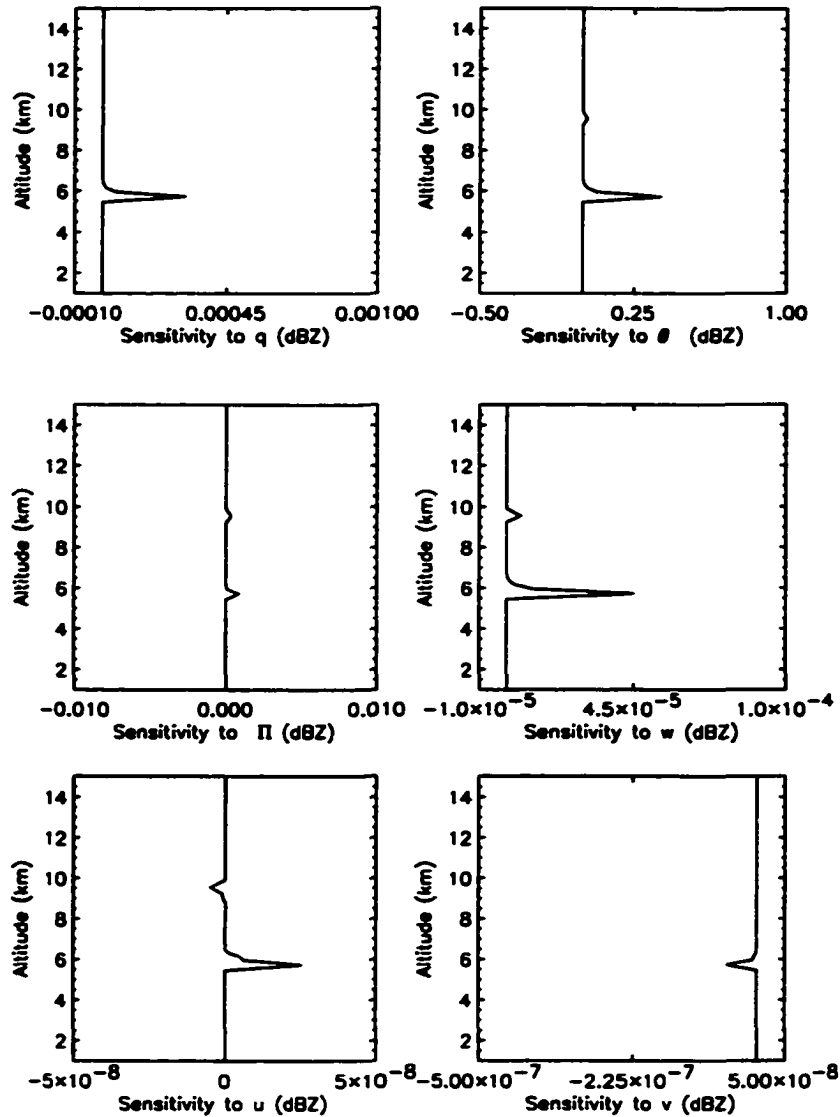 14
12
10
8
6
4
2
Altitude (km)
−0.00010 0.00045 0.00100
Sensitivity to q (dBZ)
14
12
10
8
6
4
2
Altitude (km)
−0.50 0.25 1.00
Sensitivity to θ (dBZ)
14
12
10
8
6
4
2
Altitude (km)
−0.010 0.000 0.010
Sensitivity to Π (dBZ)
14
12
10
8
6
4
2
Altitude (km)
−1.0×10⁻⁵ 4.5×10⁻⁵ 1.0×10⁻⁴
Sensitivity to w (dBZ)
14
12
10
8
6
4
2
Altitude (km)
−5×10⁻⁸ 0 5×10⁻⁸
Sensitivity to u (dBZ)
14
12
10
8
6
4
2
Altitude (km)
−5.00×10⁻⁷ −2.25×10⁻⁷ 5.00×10⁻⁸
Sensitivity to v (dBZ)